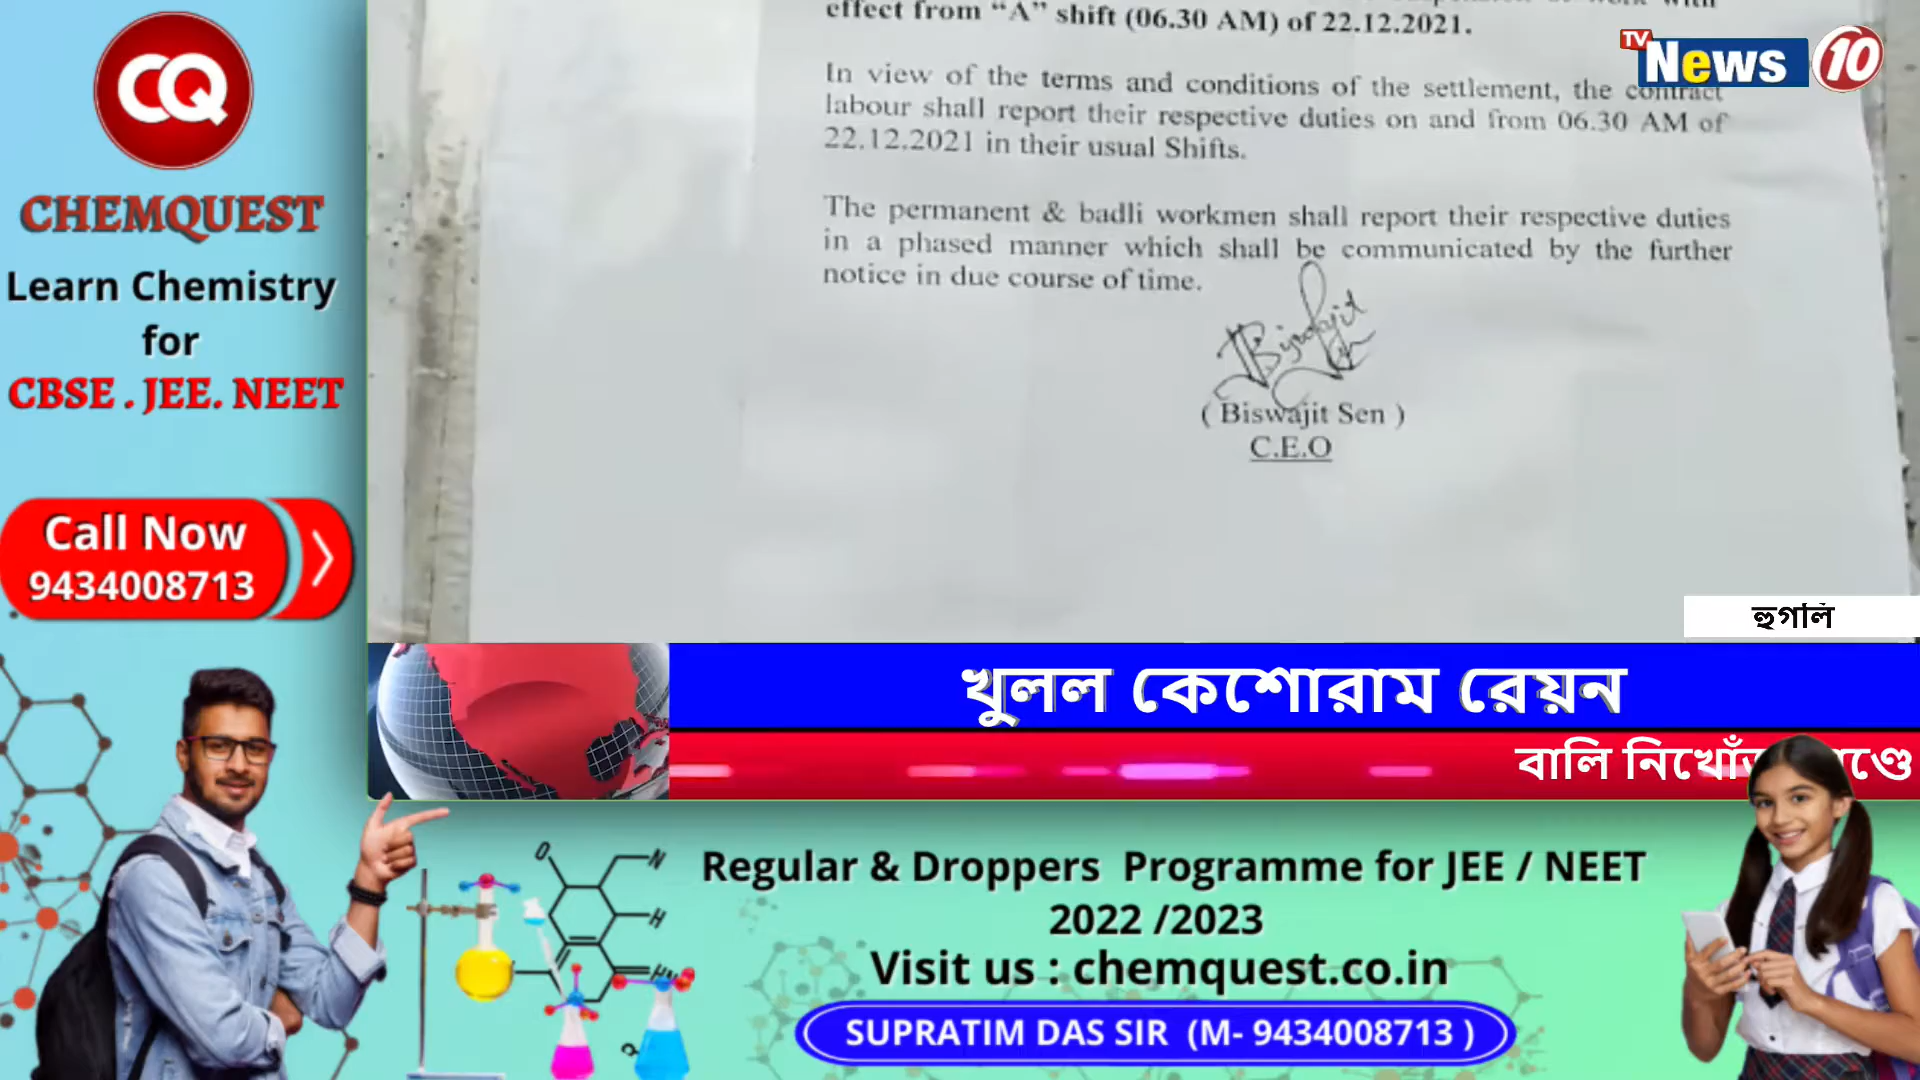 CQ
CHEMQUEST
Learn Chemistry
for
CBSE . JEE. NEET
Call Now
9434008713
effect from “A” shift (06.30 AM) of 22.12.2021.
TV News 10
In view of the terms and conditions of the settlement, the contract
labour shall report their respective duties on and from 06.30 AM of
22.12.2021 in their usual Shifts.
The permanent & badli workmen shall report their respective duties
in a phased manner which shall be communicated by the further
notice in due course of time.
Biswajit Sen
( Biswajit Sen )
C.E.O
হুগলি
খুলল কেশোরাম রেয়ন
বালি
Regular & Droppers Programme for JEE / NEET
2022 /2023
Visit us : chemquest.co.in
SUPRATIM DAS SIR (M- 9434008713 )